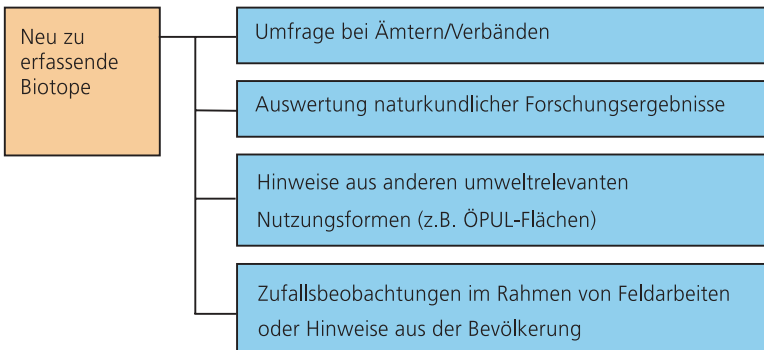 Neu zu
erfassende
Biotope
Umfrage bei Ämtern/Verbänden
Auswertung naturkundlicher Forschungsergebnisse
Hinweise aus anderen umweltrelevanten
Nutzungsformen (z.B. ÖPUL-Flächen)
Zufallsbeobachtungen im Rahmen von Feldarbeiten
oder Hinweise aus der Bevölkerung